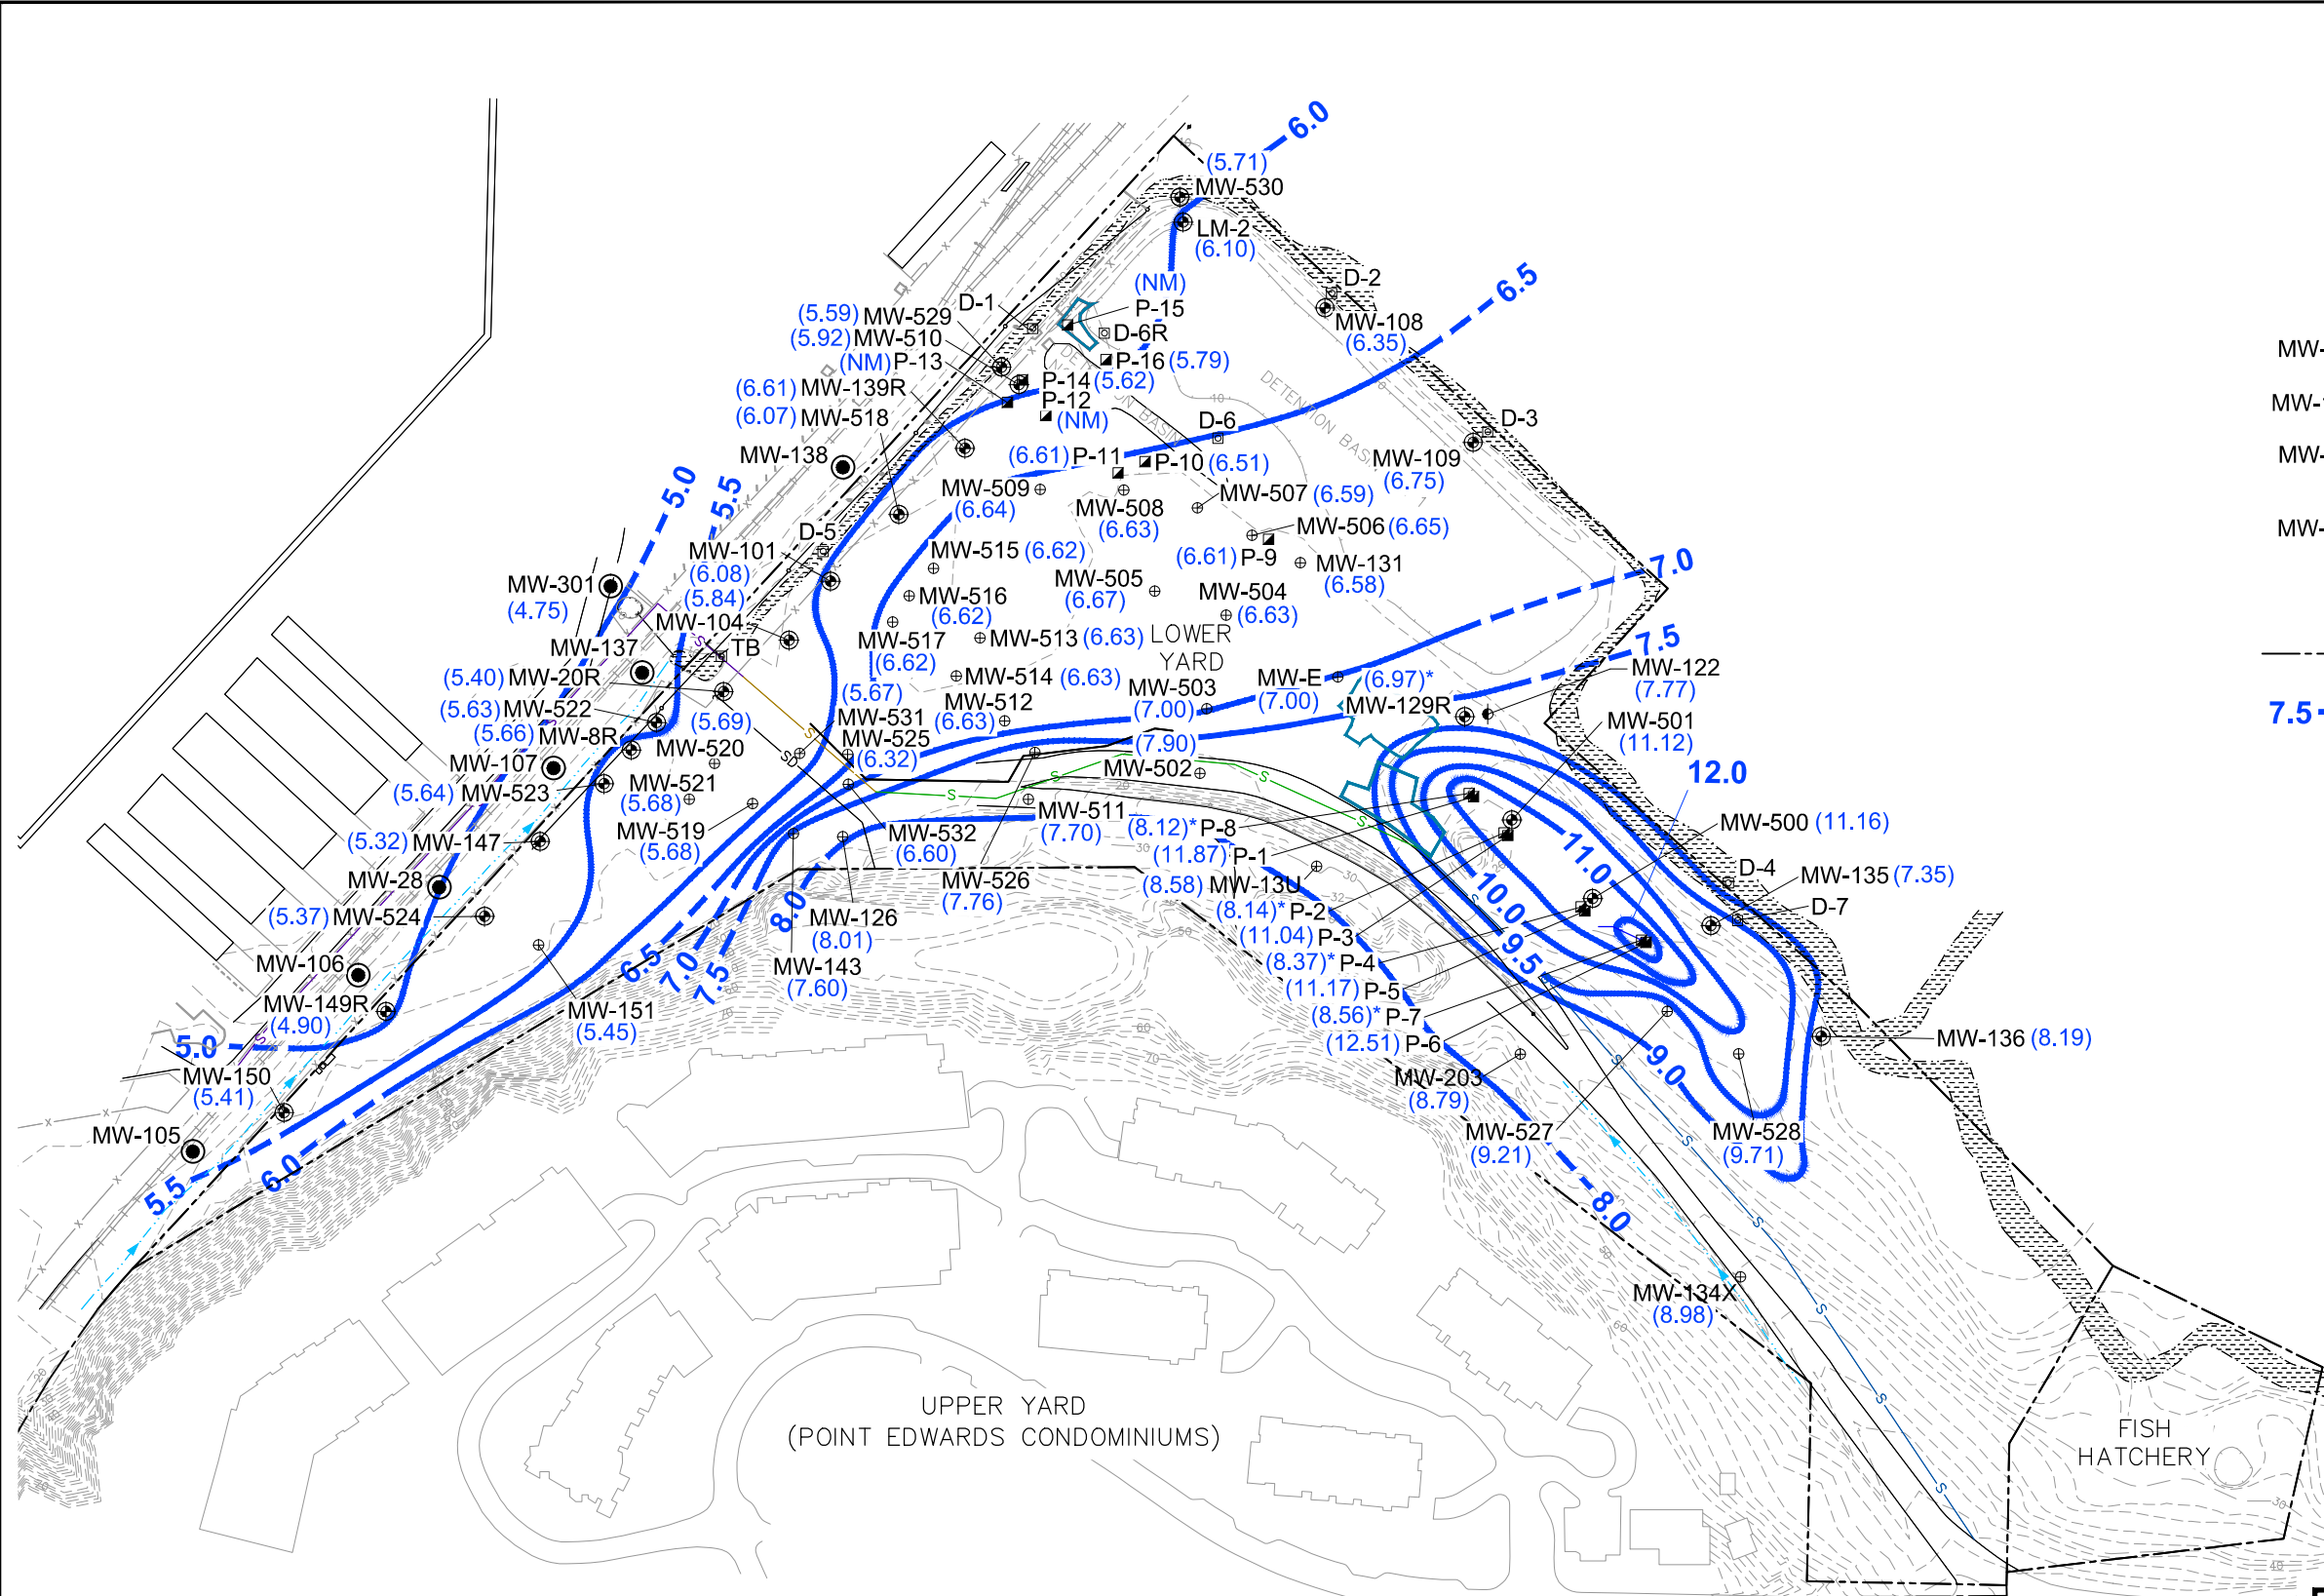 6.0
(5.71)
MW-530
LM-2
(6.10)
6.5
(NM)
P-15
D-2
D-1
(5.59) MW-529
(5.92) MW-510
(NM) P-13
D-6R
MW-108
(6.35)
P-16 (5.79)
P-14 (5.62)
P-12
(NM)
(6.61) MW-139R
(6.07) MW-518
DETENTION BASIN
DETENTION BASIN
D-6
D-3
MW-138
(6.61) P-11
P-10 (6.51)
MW-109
(6.75)
5.0
5.5
MW-509
(6.64)
MW-508
(6.63)
MW-507 (6.59)
MW-506 (6.65)
D-5
MW-101
(6.08)
MW-515 (6.62)
(6.61) P-9
MW-131
(6.58)
7.0
MW-301
(4.75)
(5.84)
MW-104
MW-516
(6.62)
MW-505
(6.67)
MW-504
(6.63)
MW-517
(6.62)
MW-513 (6.63)
LOWER
YARD
7.5
MW-137
TB
(5.40) MW-20R
MW-514 (6.63)
MW-E
(7.00)
(6.97)*
MW-129R
MW-122
(7.77)
(5.63) MW-522
(5.66) MW-8R
(5.69)
MW-520
(5.67)
MW-531
MW-525
(6.32)
MW-512
(6.63)
MW-503
(7.00)
(7.90)
MW-502
MW-501
(11.12)
12.0
MW-107
(5.64) MW-523
MW-521
(5.68)
MW-519
(5.68)
MW-532
(6.60)
MW-511
(7.70)
(8.12)* P-8
(11.87) P-1
MW-500 (11.16)
(5.32) MW-147
MW-28
(5.37) MW-524
8.0
MW-126
(8.01)
MW-526
(7.76)
(8.58) MW-13U
(8.14)* P-2
(11.04) P-3
(8.37)* P-4
(11.17) P-5
(8.56)* P-7
(12.51) P-6
11.0
10.0
9.5
9.0
D-4
MW-135 (7.35)
D-7
MW-106
6.5
7.0
7.5
MW-143
(7.60)
MW-149R
(4.90)
MW-151
(5.45)
5.0
MW-150
(5.41)
MW-136 (8.19)
MW-203
(8.79)
MW-105
5.5
6.0
MW-527
(9.21)
MW-528
(9.71)
8.0
MW-134X
(8.98)
UPPER YARD
(POINT EDWARDS CONDOMINIUMS)
FISH
HATCHERY
MW-
MW-
MW-
MW-
7.5